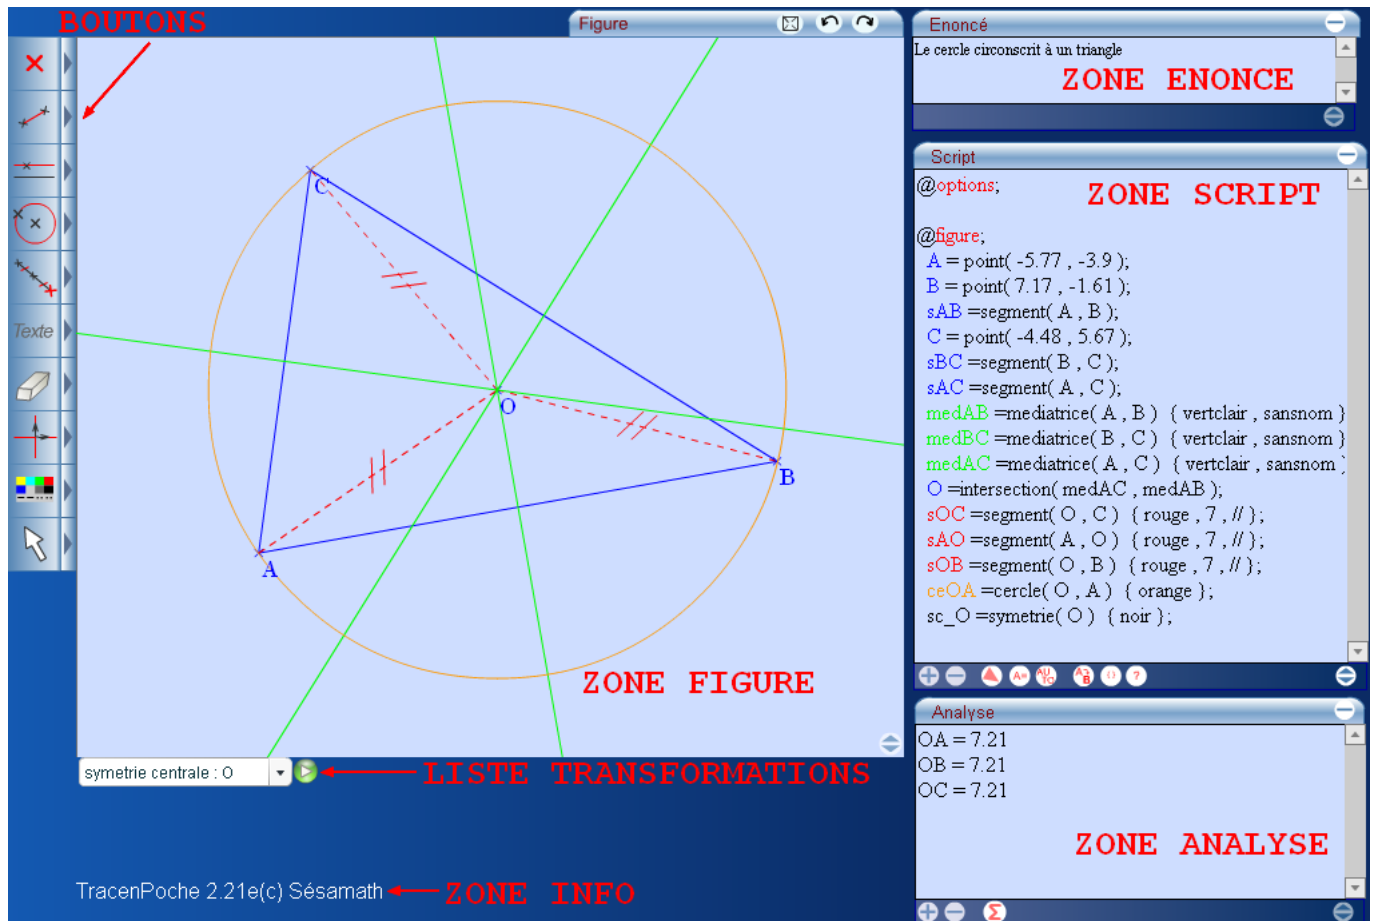 BOUTONS
Figure
Texte
C
O
B
A
ZONE FIGURE
symetrie centrale : O
LISTE TRANSFORMATIONS
TracenPoche 2.21e(c) Sésamath
ZONE INFO
Enoncé
Le cercle circonscrit à un triangle
ZONE ENONCE
Script
ZONE SCRIPT
@options;
@figure;
A = point( -5.77 , -3.9 );
B = point( 7.17 , -1.61 );
sAB =segment( A , B );
C = point( -4.48 , 5.67 );
sBC =segment( B , C );
sAC =segment( A , C );
medAB =mediatrice( A , B ) { vertclair , sansnom }
medBC =mediatrice( B , C ) { vertclair , sansnom }
medAC =mediatrice( A , C ) { vertclair , sansnom }
O =intersection( medAC , medAB );
sOC =segment( O , C ) { rouge , 7 , // };
sAO =segment( A , O ) { rouge , 7 , // };
sOB =segment( O , B ) { rouge , 7 , // };
ceOA =cercle( O , A ) { orange };
sc_O =symetrie( O ) { noir };
A=
AU TO
A B
()
?
Analyse
OA = 7.21
OB = 7.21
OC = 7.21
ZONE ANALYSE
Σ